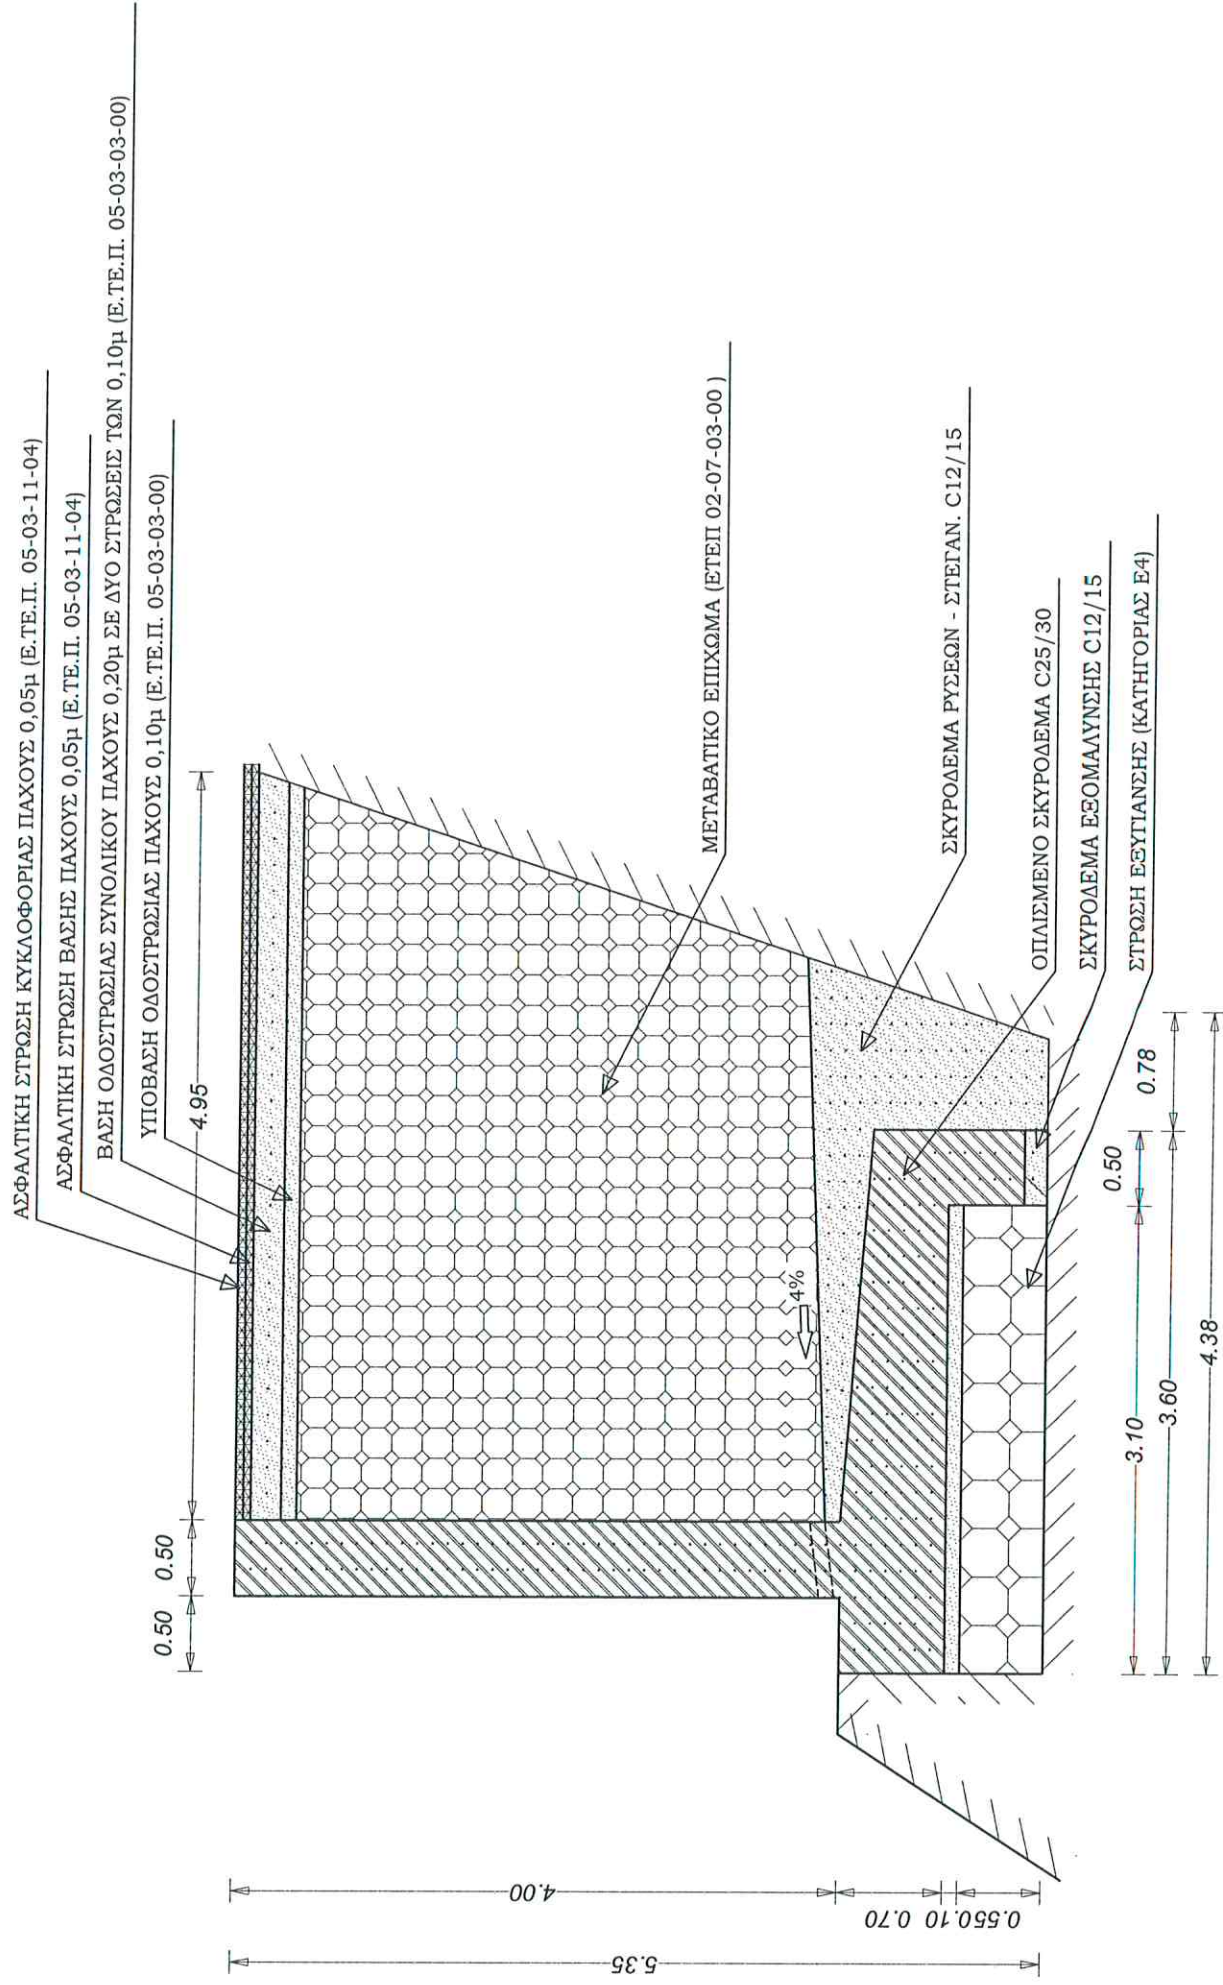 ΑΣΦΑΛΤΙΚΗ ΣΤΡΩΣΗ ΚΥΚΛΟΦΟΡΙΑΣ ΠΑΧΟΥΣ 0,05μ (Ε.ΤΕ.Π. 05-03-11-04)
ΑΣΦΑΛΤΙΚΗ ΣΤΡΩΣΗ ΒΑΣΗΣ ΠΑΧΟΥΣ 0,05μ (Ε.ΤΕ.Π. 05-03-11-04)
ΒΑΣΗ ΟΔΟΣΤΡΩΣΙΑΣ ΣΥΝΟΛΙΚΟΥ ΠΑΧΟΥΣ 0,20μ ΣΕ ΔΥΟ ΣΤΡΩΣΕΙΣ ΤΩΝ 0,10μ (Ε.ΤΕ.Π. 05-03-03-00)
ΥΠΟΒΑΣΗ ΟΔΟΣΤΡΩΣΙΑΣ ΠΑΧΟΥΣ 0,10μ (Ε.ΤΕ.Π. 05-03-03-00)
0.50
0.50
4.95
ΜΕΤΑΒΑΤΙΚΟ ΕΠΙΧΩΜΑ (ΕΤΕΠ 02-07-03-00 )
4%
ΣΚΥΡΟΔΕΜΑ ΡΥΣΕΩΝ - ΣΤΕΓΑΝ. C12/15
ΟΠΛΙΣΜΕΝΟ ΣΚΥΡΟΔΕΜΑ C25/30
ΣΚΥΡΟΔΕΜΑ ΕΞΟΜΑΛΥΝΣΗΣ C12/15
ΣΤΡΩΣΗ ΕΞΥΓΙΑΝΣΗΣ (ΚΑΤΗΓΟΡΙΑΣ Ε4)
5.35
4.00
0.70
0.10
0.55
3.10
0.50
3.60
0.78
4.38